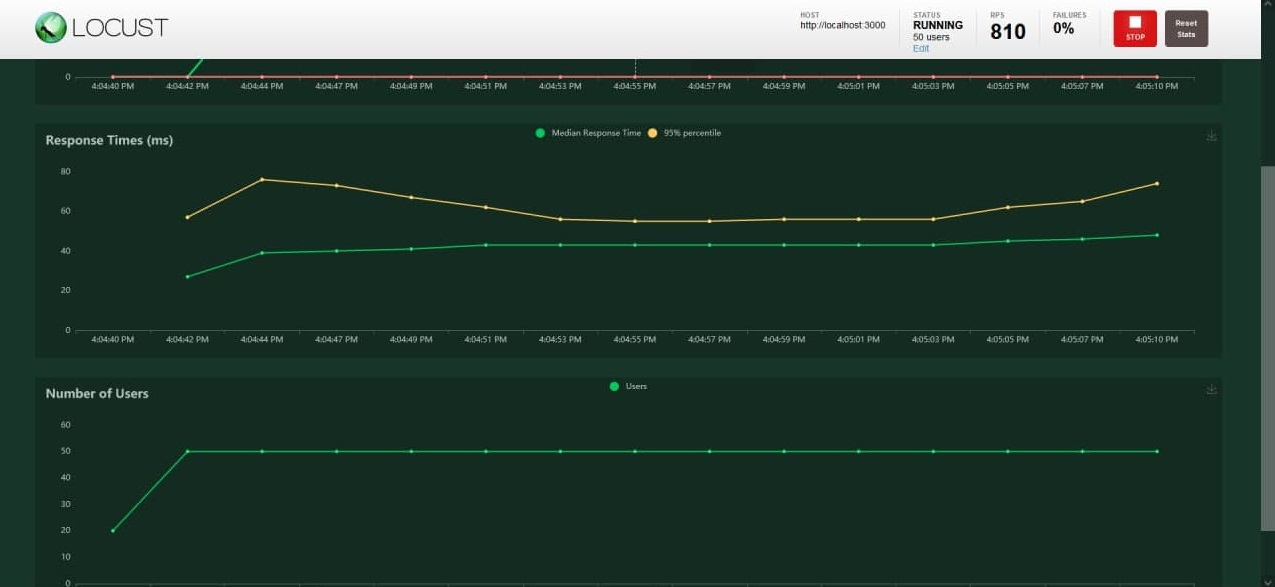 LOCUST
HOST
http://localhost:3000
STATUS
RUNNING
50 users
Edit
RPS
810
FAILURES
0%
STOP
Reset
Stats
0
4:04:40 PM 4:04:42 PM 4:04:44 PM 4:04:47 PM 4:04:49 PM 4:04:51 PM 4:04:53 PM 4:04:55 PM 4:04:57 PM 4:04:59 PM 4:05:01 PM 4:05:03 PM 4:05:05 PM 4:05:07 PM 4:05:10 PM
Response Times (ms)
Median Response Time 95% percentile
80
60
40
20
0
4:04:40 PM 4:04:42 PM 4:04:44 PM 4:04:47 PM 4:04:49 PM 4:04:51 PM 4:04:53 PM 4:04:55 PM 4:04:57 PM 4:04:59 PM 4:05:01 PM 4:05:03 PM 4:05:05 PM 4:05:07 PM 4:05:10 PM
Number of Users
Users
60
50
40
30
20
10
0